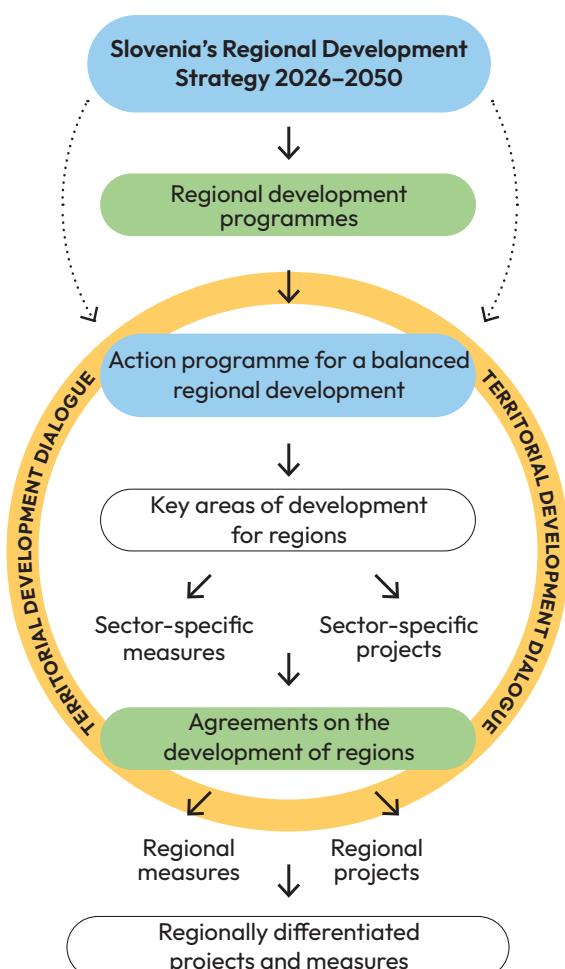 Slovenia's Regional Development
Strategy 2026–2050
Regional development
programmes
Action programme for a balanced
regional development
TERRITORIAL DEVELOPMENT DIALOGUE
TERRITORIAL DEVELOPMENT DIALOGUE
Key areas of development
for regions
Sector-specific
measures
Sector-specific
projects
Agreements on the
development of regions
Regional
measures
Regional
projects
Regionally differentiated
projects and measures